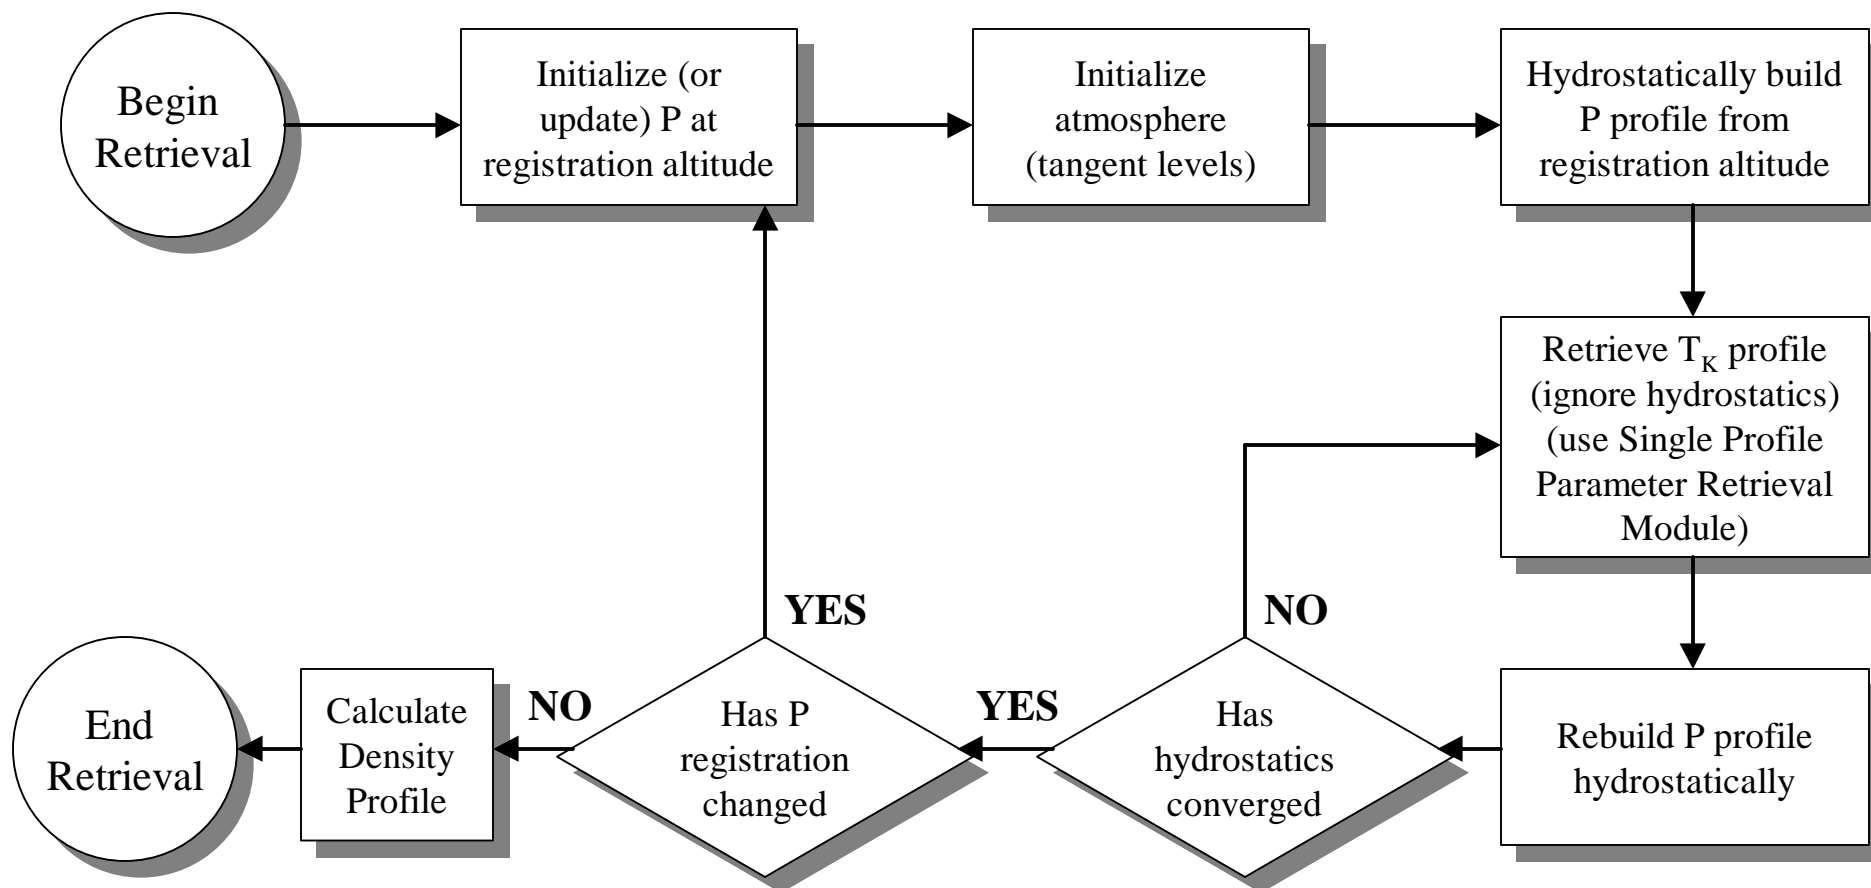 Begin
Retrieval
Initialize (or
update) P at
registration altitude
Initialize
atmosphere
(tangent levels)
Hydrostatically build
P profile from
registration altitude
Retrieve T_K profile
(ignore hydrostatics)
(use Single Profile
Parameter Retrieval
Module)
Rebuild P profile
hydrostatically
NO
Has
hydrostatics
converged
YES
YES
Has P
registration
changed
NO
Calculate
Density
Profile
End
Retrieval